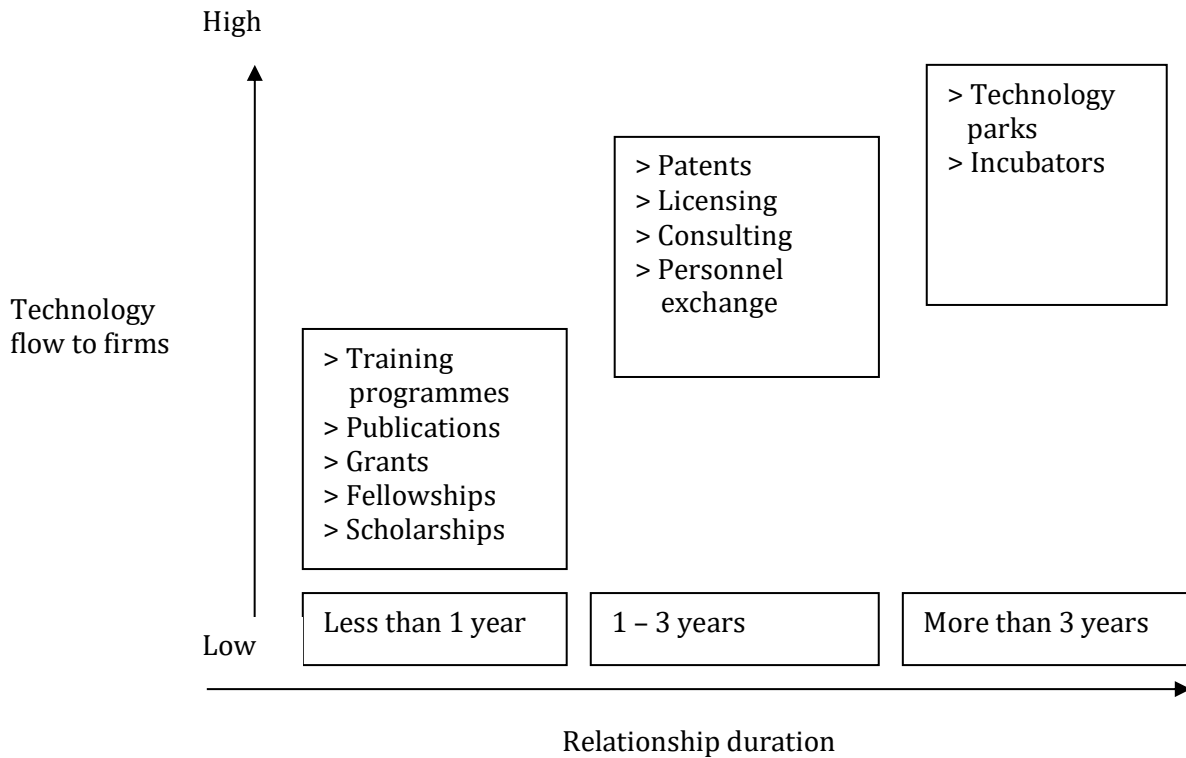 High
> Technology
parks
> Incubators
> Patents
> Licensing
> Consulting
> Personnel
exchange
Technology
flow to firms
> Training
programmes
> Publications
> Grants
> Fellowships
> Scholarships
Less than 1 year
1 – 3 years
More than 3 years
Low
Relationship duration